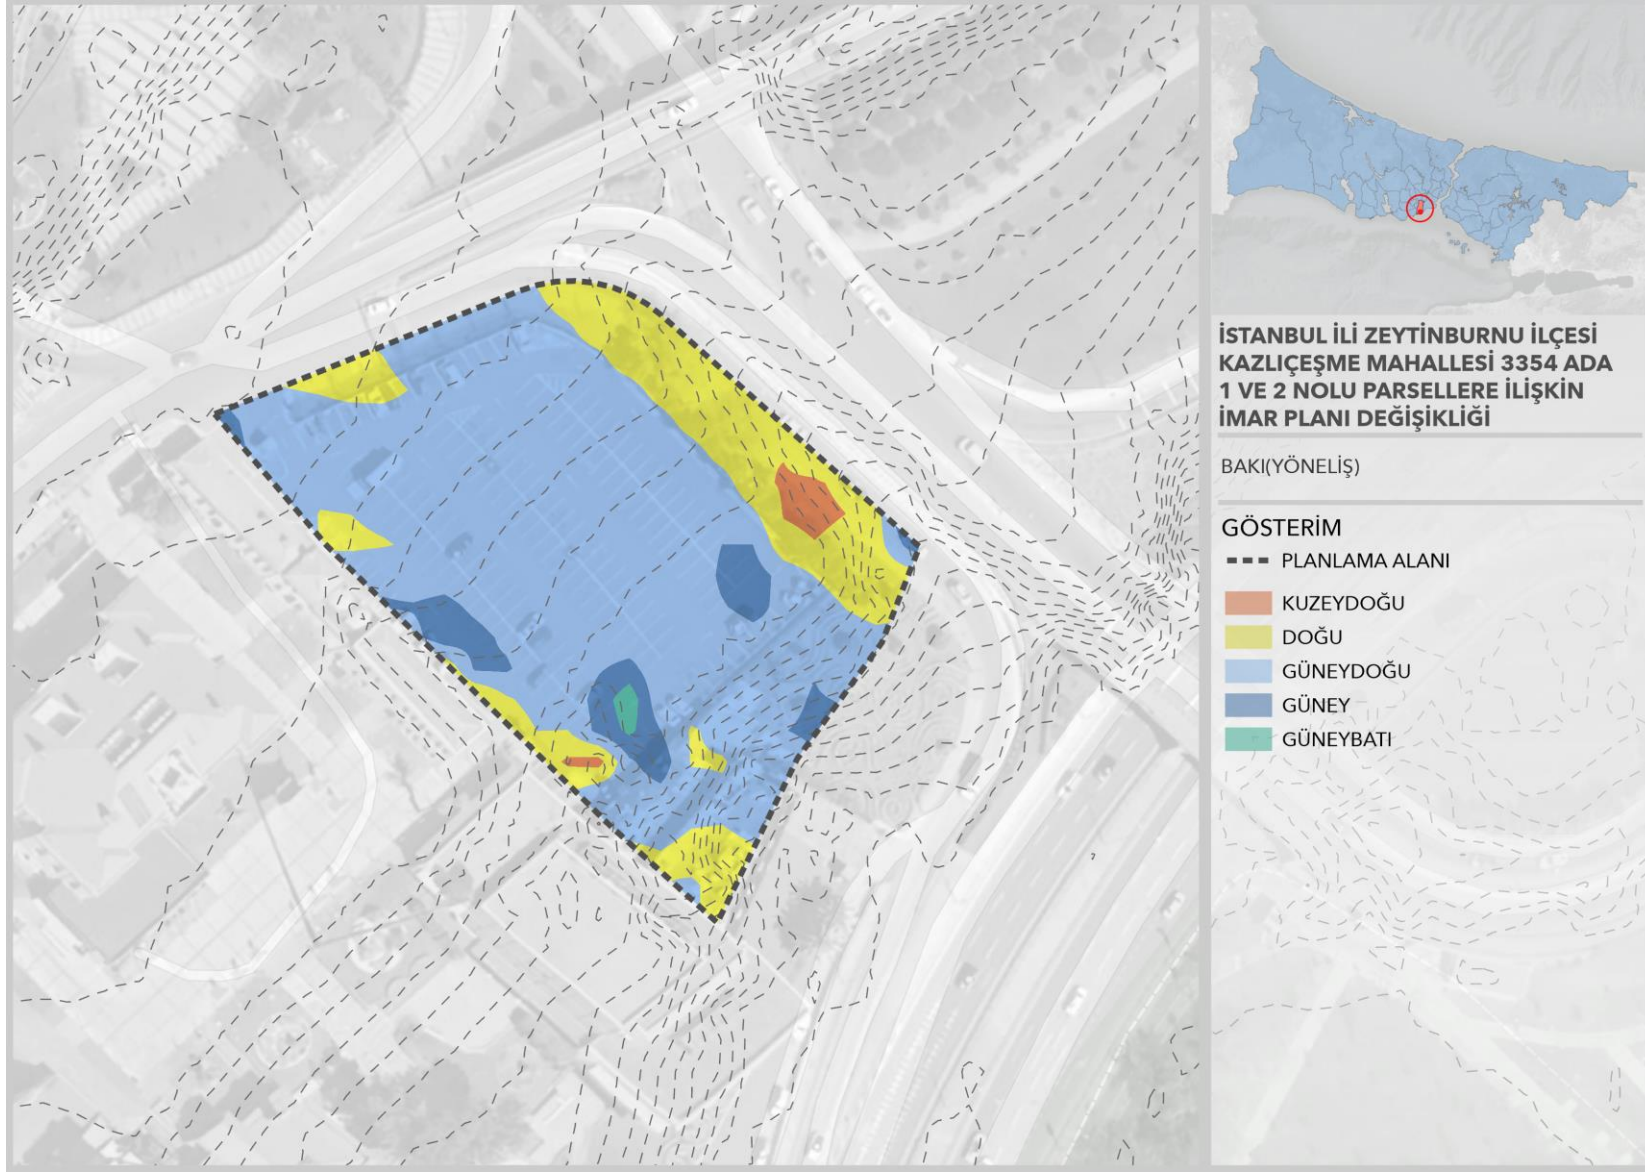 İSTANBUL İLİ ZEYTİNBURNU İLÇESİ
KAZLIÇEŞME MAHALLESİ 3354 ADA
1 VE 2 NOLU PARSELLERE İLİŞKİN
İMAR PLANI DEĞİŞİKLİĞİ
BAKI(YÖNELİŞ)
GÖSTERİM
PLANLAMA ALANI
KUZEYDOĞU
DOĞU
GÜNEYDOĞU
GÜNEY
GÜNEYBATI